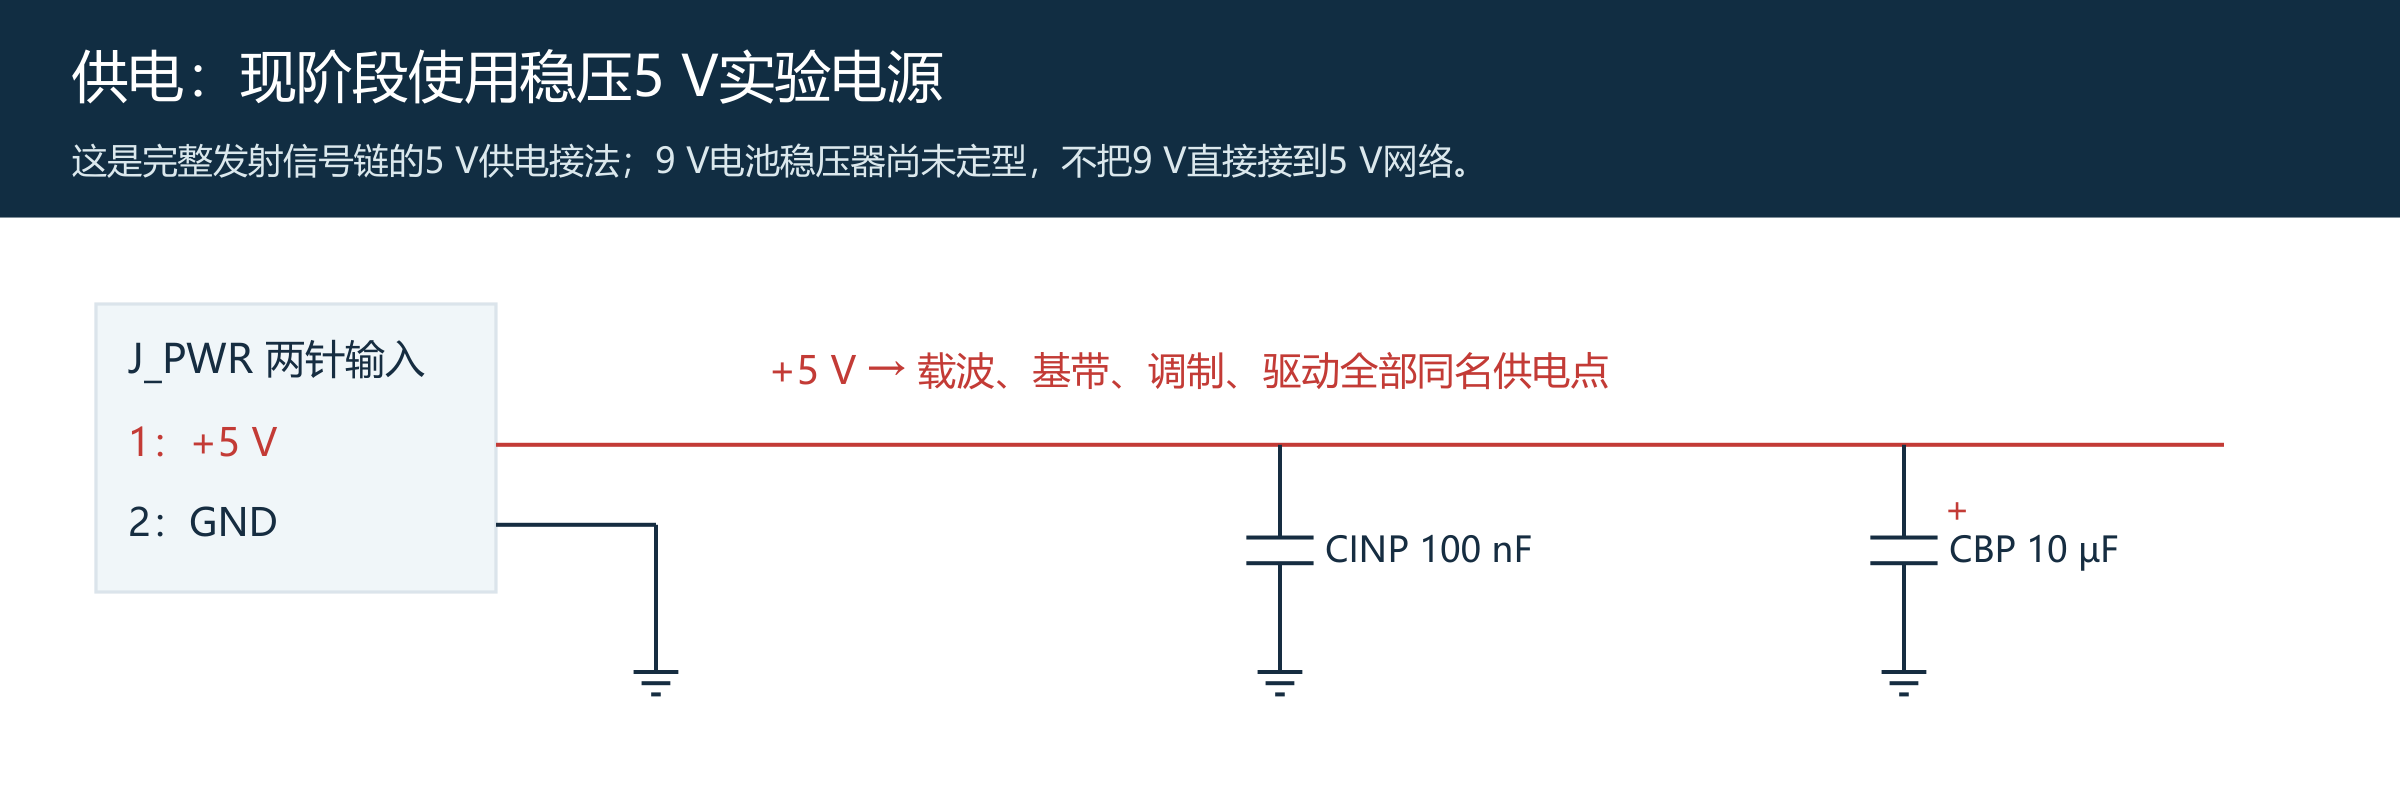 供电：现阶段使用稳压5 V实验电源
这是完整发射信号链的5 V供电接法；9 V电池稳压器尚未定型，不把9 V直接接到5 V网络。
J_PWR 两针输入
+5 V → 载波、基带、调制、驱动全部同名供电点
1：+5 V
2：GND
+
CINP 100 nF
CBP 10 µF